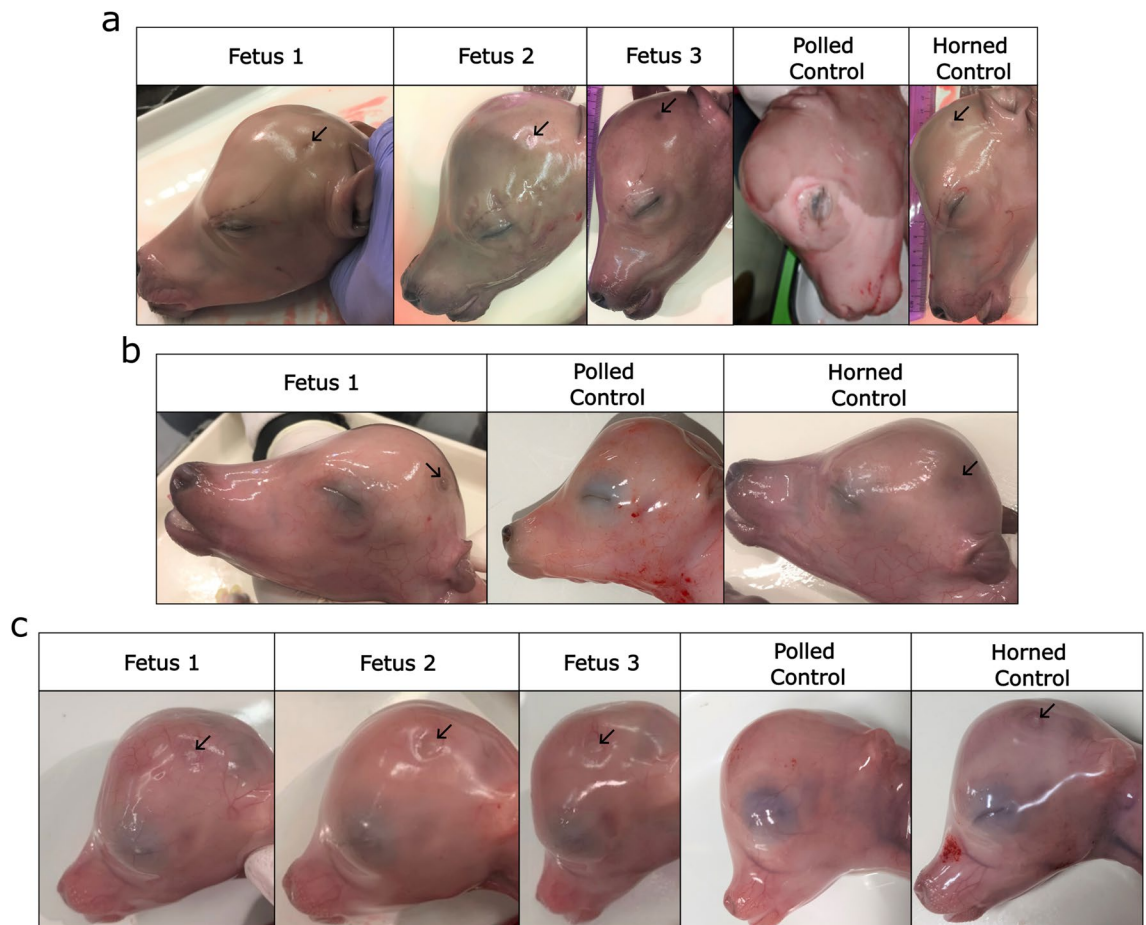 a
Fetus 1
Fetus 2
Fetus 3
Polled
Control
Horned
Control
b
Fetus 1
Polled
Control
Horned
Control
c
Fetus 1
Fetus 2
Fetus 3
Polled
Control
Horned
Control